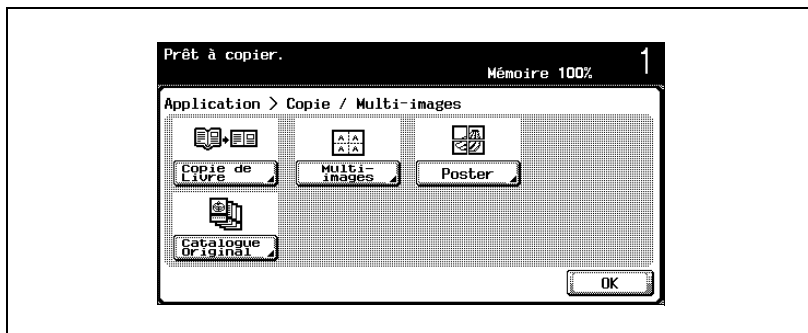 Prêt à copier.
Mémoire 100% 1
Application > Copie / Multi-images
A A
A A
Copie de
Livre
Multi-
images
Poster
Catalogue
Original
OK